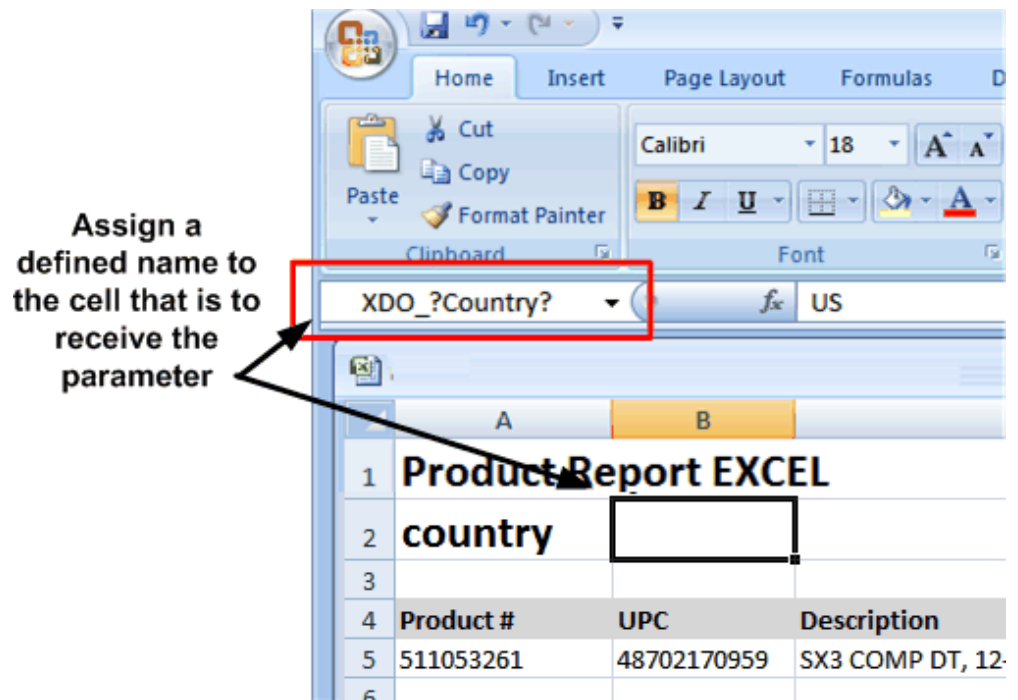 Home Insert Page Layout Formulas D
Cut
Copy
Paste
Format Painter
Calibri 18 A A
B I U A
Clipboard Font
Assign a
defined name to
the cell that is to
receive the
parameter
XDO_?Country? fx US
A B
1 Product Report EXCEL
2 country
3
4 Product # UPC Description
5 511053261 48702170959 SX3 COMP DT, 12-
6